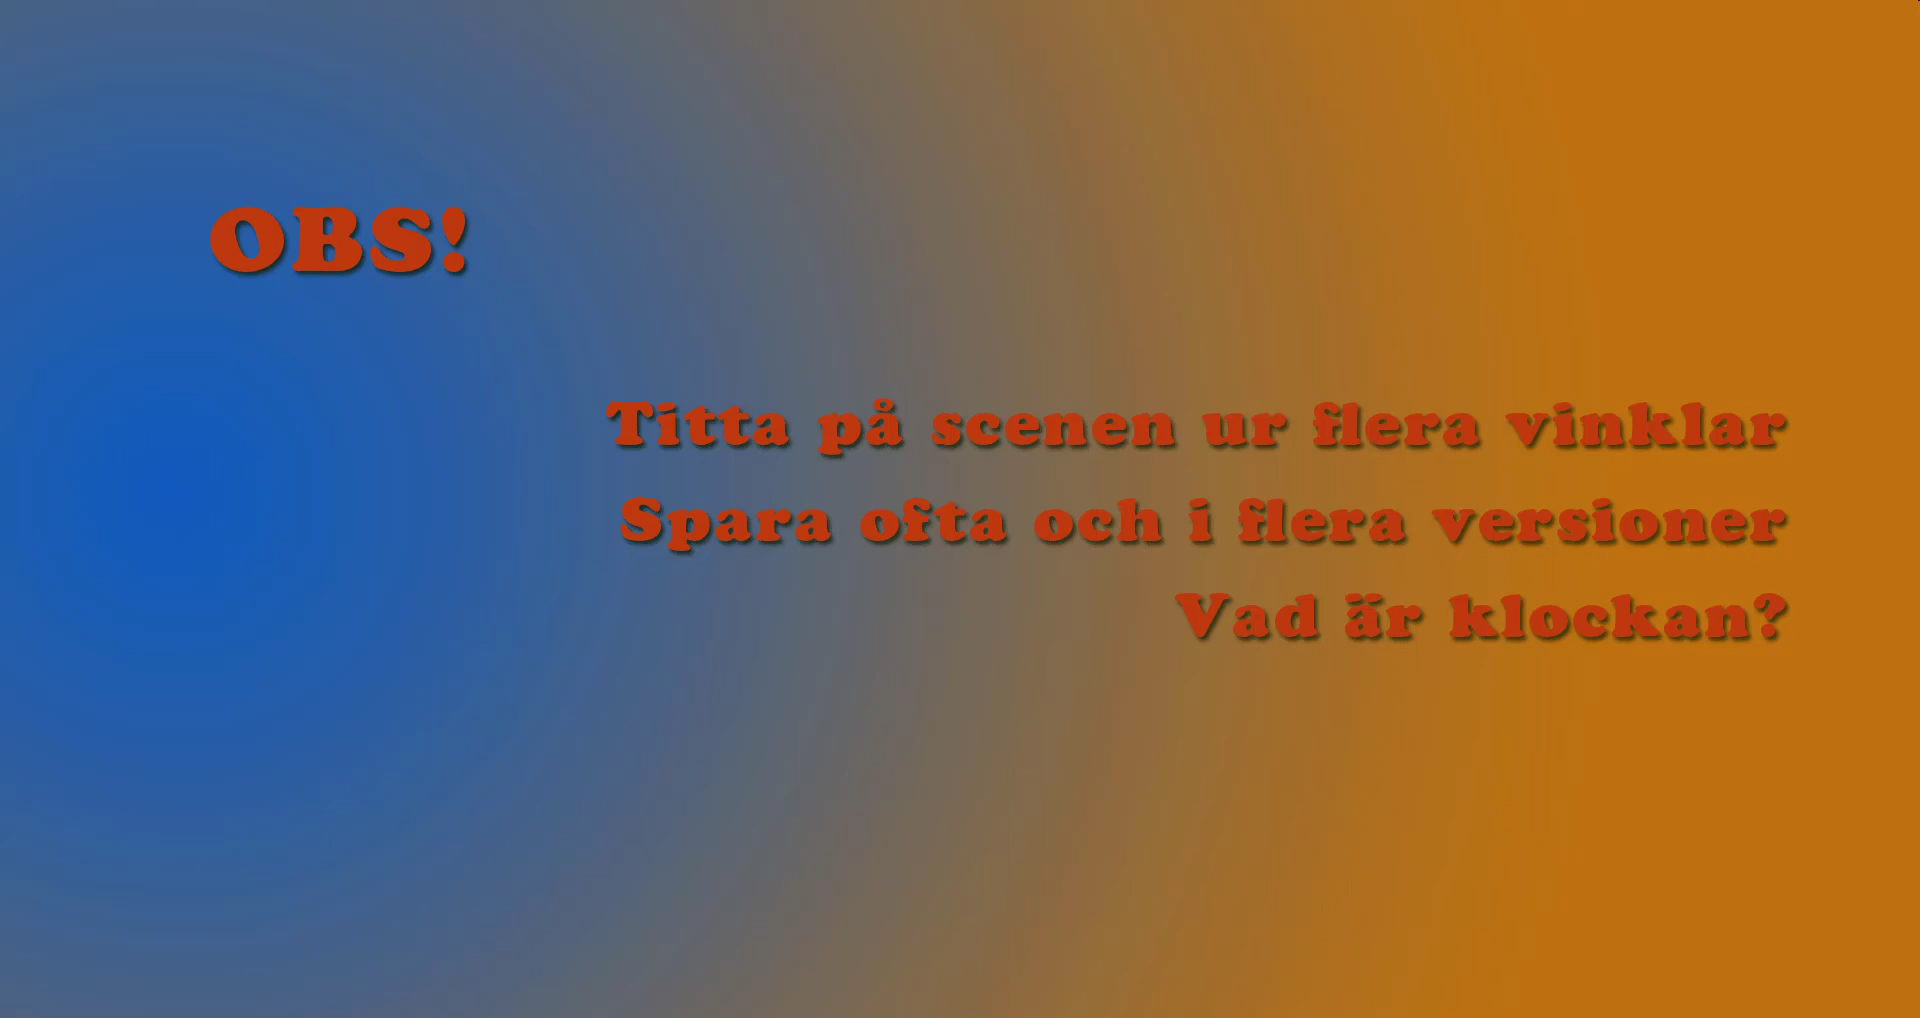 OBS!
Titta på scenen ur flera vinklar
Spara ofta och i flera versioner
Vad är klockan?